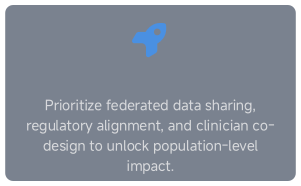 Prioritize federated data sharing,
regulatory alignment, and clinician co-
design to unlock population-level
impact.